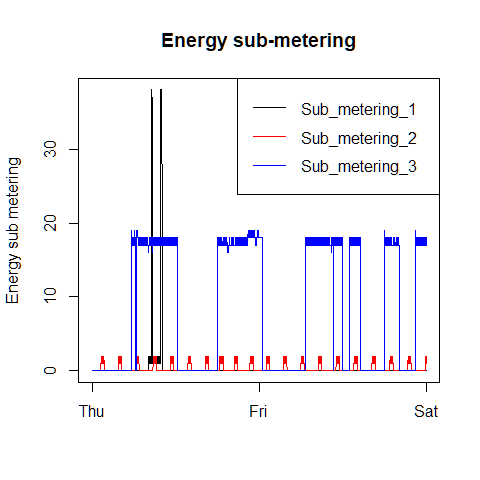 Energy sub-metering
Sub_metering_1
Sub_metering_2
Sub_metering_3
Energy sub metering
30
20
10
0
Thu Fri Sat